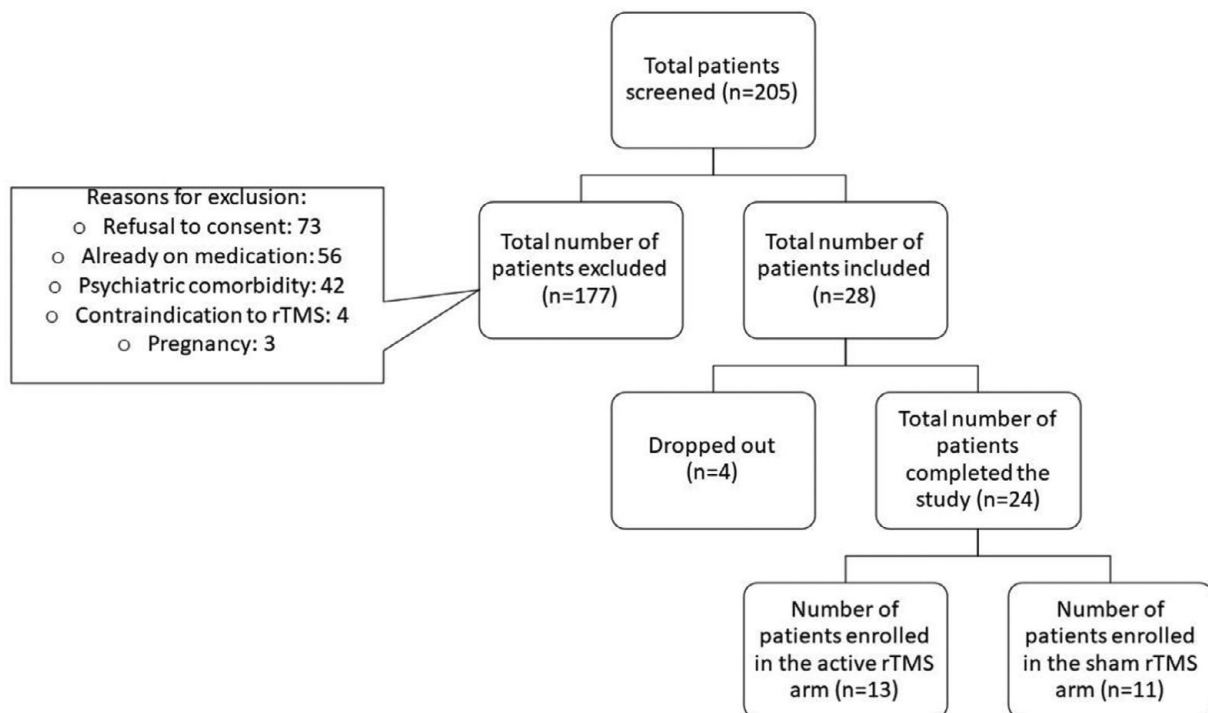 Total patients
screened (n=205)
Reasons for exclusion:
o Refusal to consent: 73
o Already on medication: 56
o Psychiatric comorbidity: 42
o Contraindication to rTMS: 4
o Pregnancy: 3
Total number of
patients excluded
(n=177)
Total number of
patients included
(n=28)
Dropped out
(n=4)
Total number of
patients
completed the
study (n=24)
Number of
patients enrolled
in the active rTMS
arm (n=13)
Number of
patients enrolled
in the sham rTMS
arm (n=11)